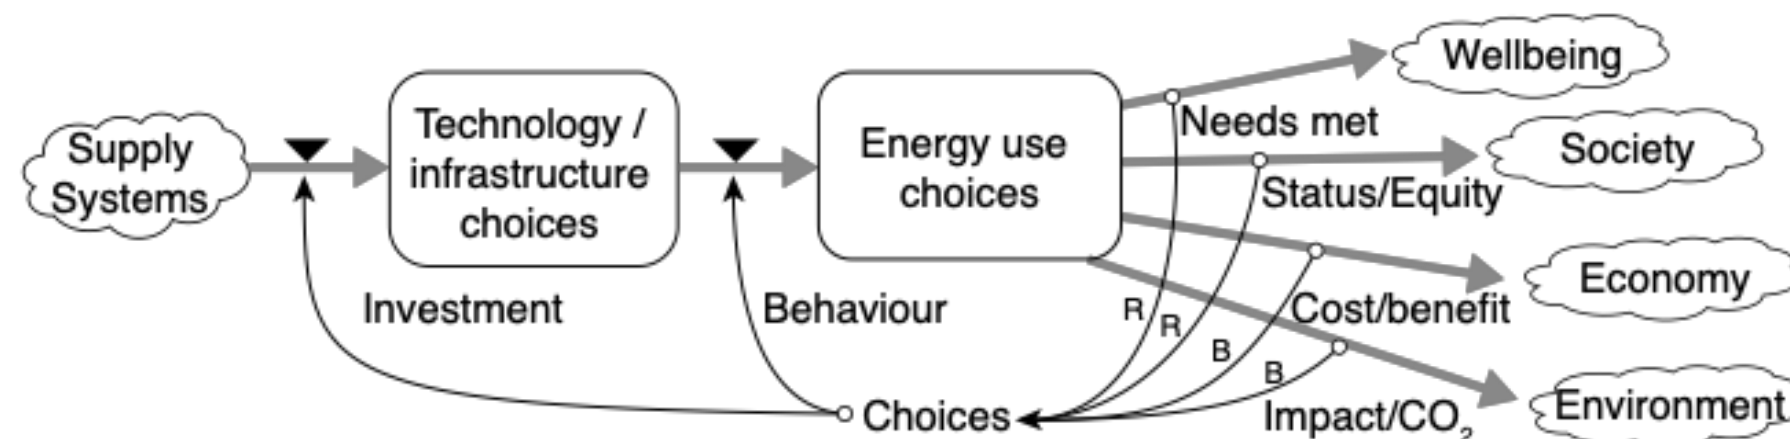 Supply
Systems
Technology /
infrastructure
choices
Energy use
choices
Wellbeing
Needs met
Society
Status/Equity
Economy
Cost/benefit
Environment
Impact/CO₂
Investment
Behaviour
R
R
B
B
Choices